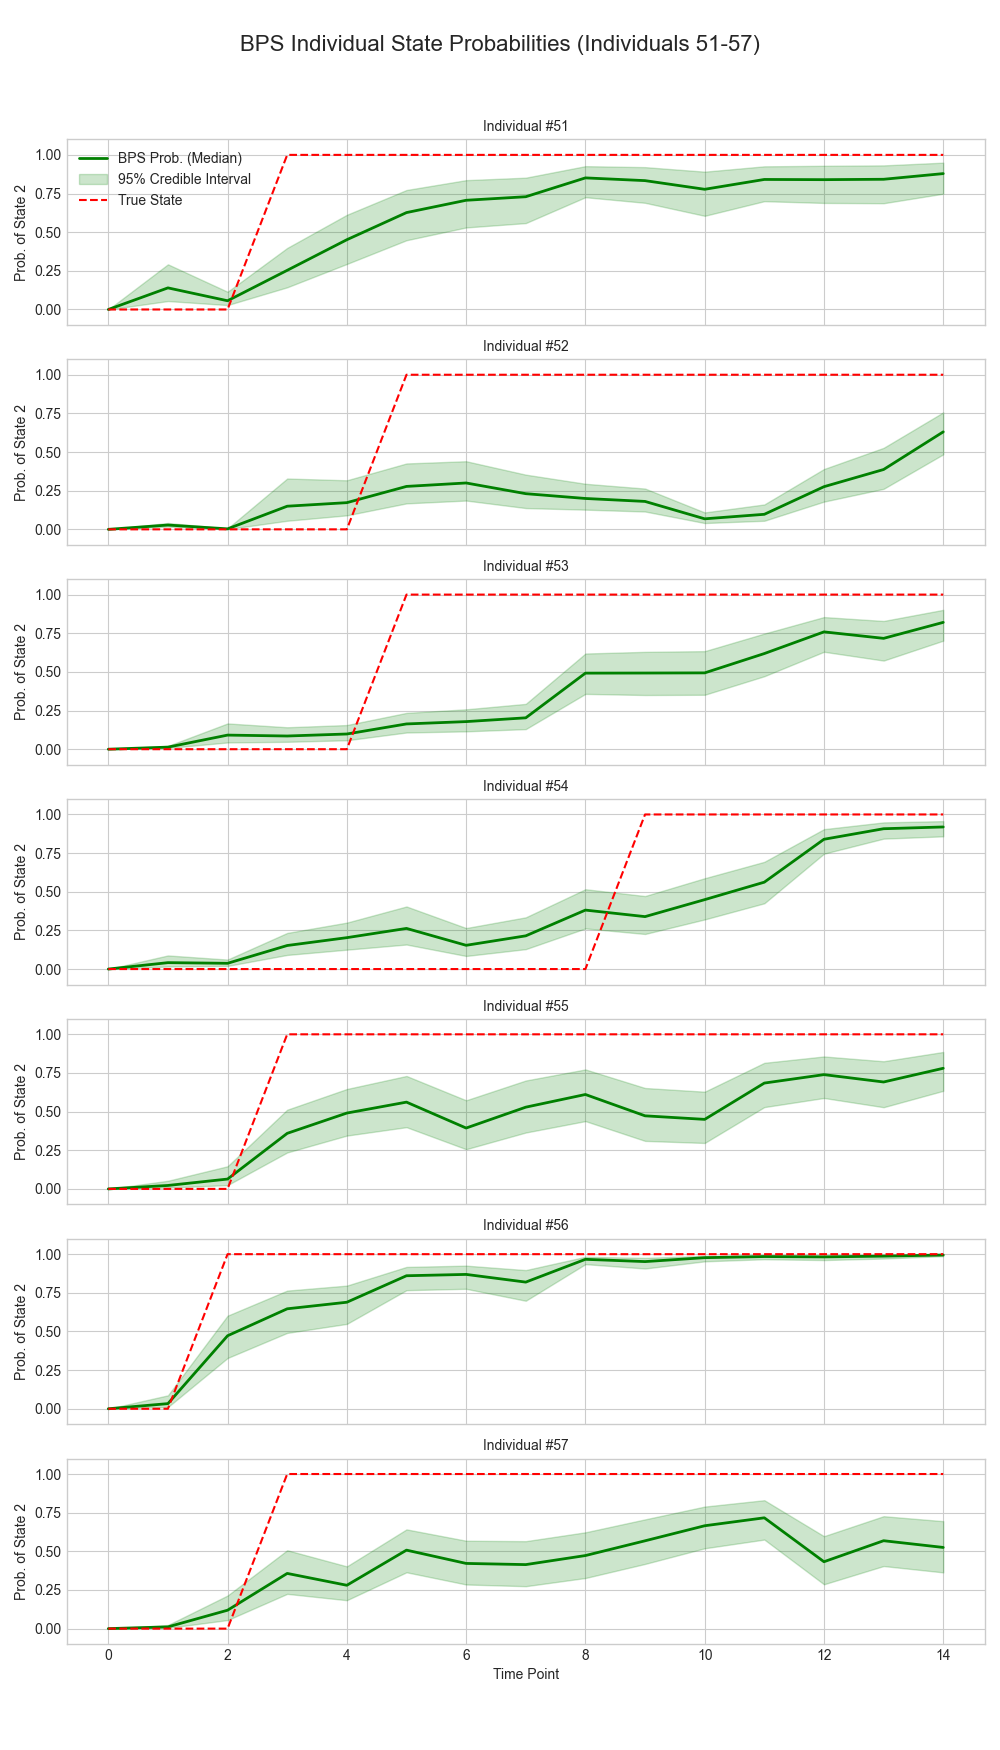 BPS Individual State Probabilities (Individuals 51-57)
Individual #51
BPS Prob. (Median)
95% Credible Interval
True State
Prob. of State 2
1.00
0.75
0.50
0.25
0.00
Individual #52
Prob. of State 2
1.00
0.75
0.50
0.25
0.00
Individual #53
Prob. of State 2
1.00
0.75
0.50
0.25
0.00
Individual #54
Prob. of State 2
1.00
0.75
0.50
0.25
0.00
Individual #55
Prob. of State 2
1.00
0.75
0.50
0.25
0.00
Individual #56
Prob. of State 2
1.00
0.75
0.50
0.25
0.00
Individual #57
Prob. of State 2
1.00
0.75
0.50
0.25
0.00
0 2 4 6 8 10 12 14
Time Point